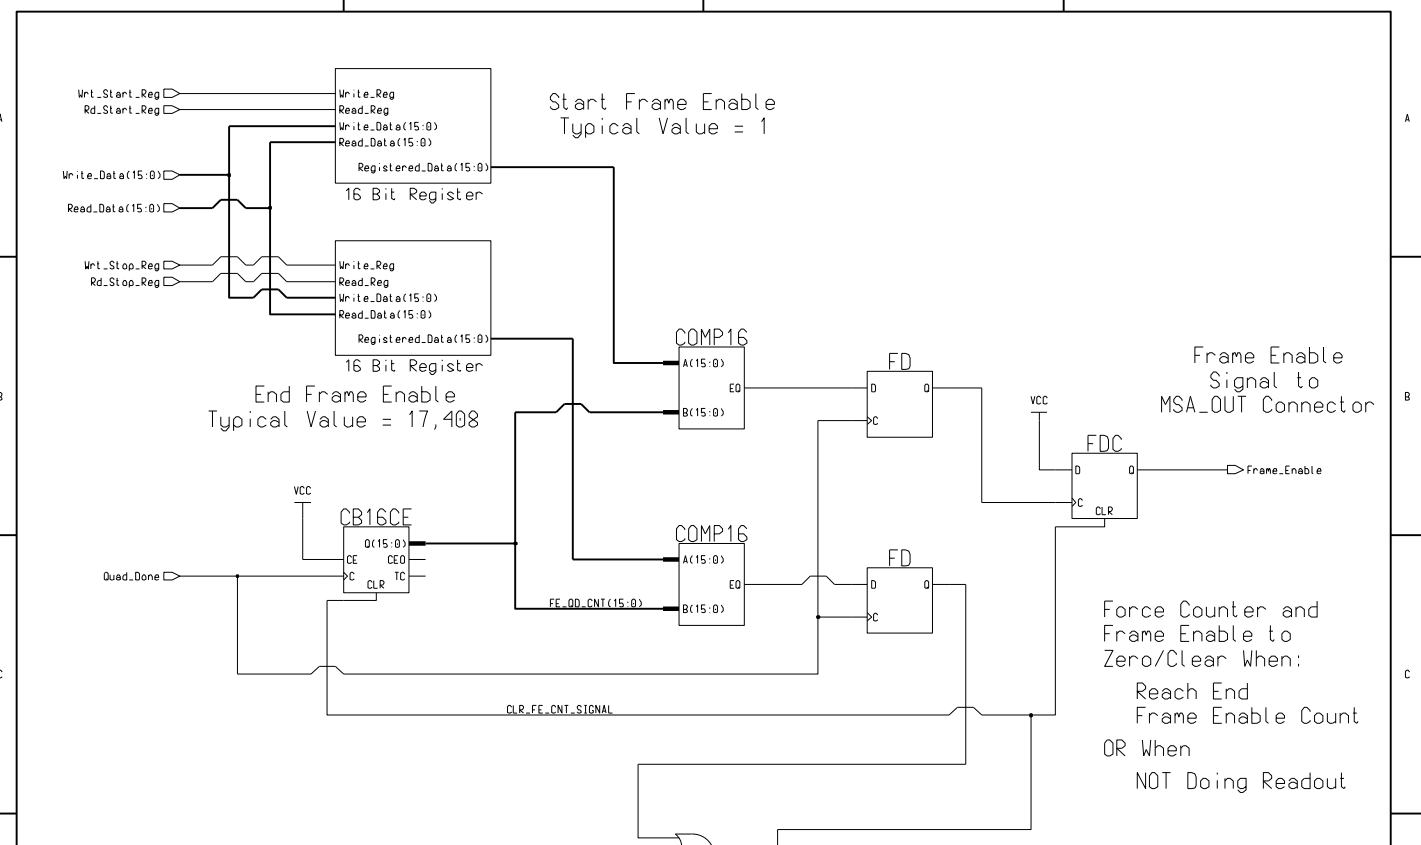 A
A
Wrt_Start_Reg
Rd_Start_Reg
Write_Data(15:0)
Read_Data(15:0)
Write_Reg
Read_Reg
Write_Data(15:0)
Read_Data(15:0)
Registered_Data(15:0)
16 Bit Register
Start Frame Enable
Typical Value = 1
Wrt_Stop_Reg
Rd_Stop_Reg
Write_Reg
Read_Reg
Write_Data(15:0)
Read_Data(15:0)
Registered_Data(15:0)
16 Bit Register
End Frame Enable
Typical Value = 17,408
B
B
COMP16
A(15:0)
EQ
B(15:0)
FD
D
Q
C
Frame Enable
Signal to
MSA_OUT Connector
VCC
FDC
D
Q
C
CLR
Frame_Enable
VCC
CB16CE
Q(15:0)
CE
CEO
C
TC
CLR
Quad_Done
FE_QD_CNT(15:0)
COMP16
A(15:0)
EQ
B(15:0)
FD
D
Q
C
CLR_FE_CNT_SIGNAL
C
C
Force Counter and
Frame Enable to
Zero/Clear When:
Reach End
Frame Enable Count
OR When
NOT Doing Readout